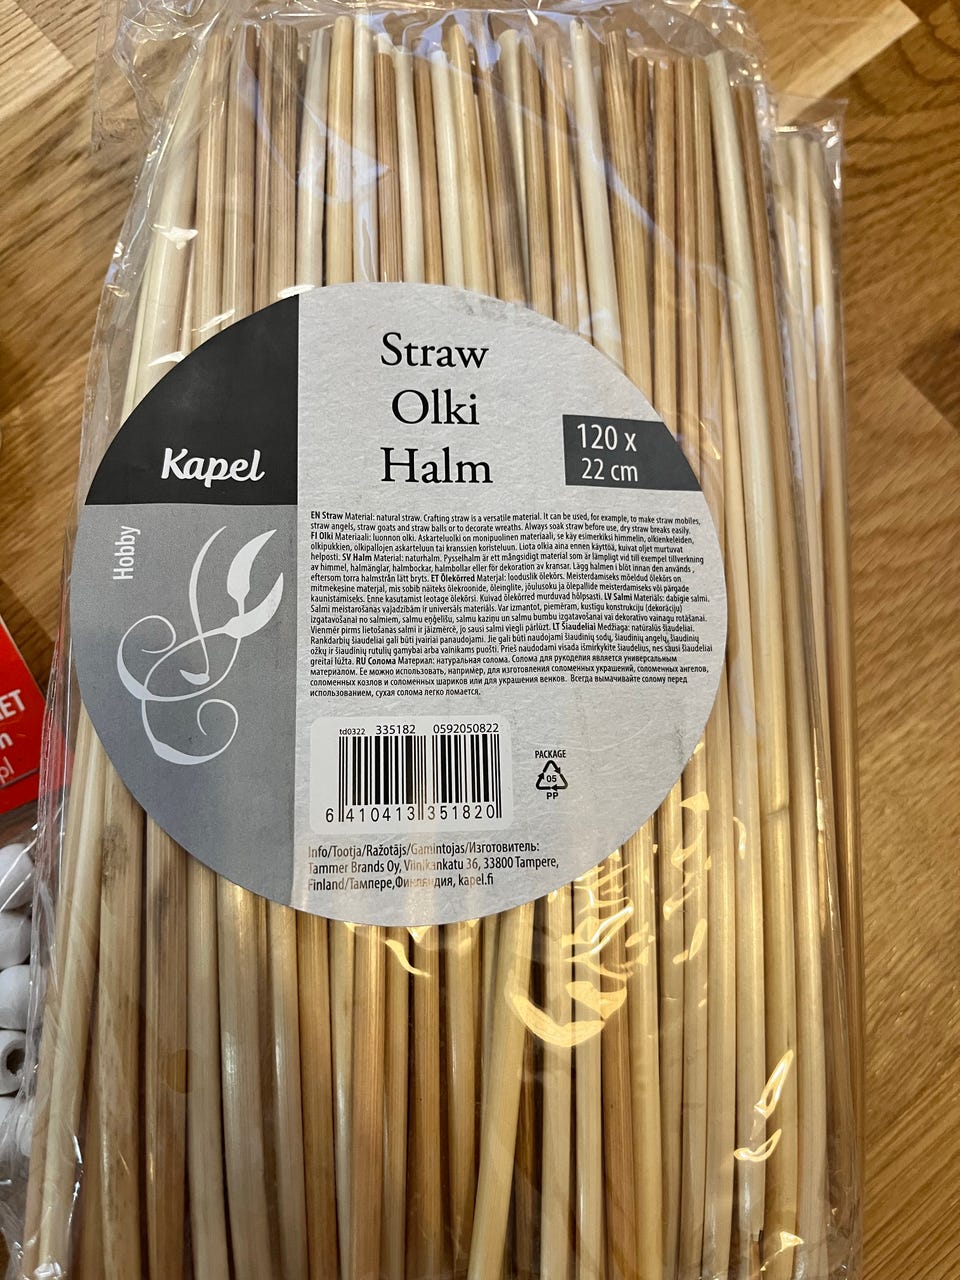 Straw
Olki
Halm
120 x
22 cm
Kapel
Hobby
EN Straw Material: natural straw. Crafting straw is a versatile material. It can be used, for example, to make straw mobiles,
straw angels, straw goats and straw balls or to decorate wreaths. Always soak straw before use, dry straw breaks easily.
FI Olki Materiaali: luonnon olki. Askarteluolki on monipuolinen materiaali, se käy esimerkiksi himmelin, olkienkeleiden,
olkipukkien, olkipallojen askarteluun tai kranssien koristeluun. Liota olkia aina ennen käyttöä, kuivat oljet murtuvat
helposti. SV Halm Material: naturhalm. Pysselhalm är ett mångsidigt material som är lämpligt vid till exempel tillverkning
av himmel, halmänglar, halmbockar, halmbollar eller för dekoration av kransar. Lägg halmen i blöt innan den används,
eftersom torra halmstrån lätt bryts. ET Õlekõrred Materjal: looduslik õlekõrs. Meisterdamiseks mõeldud õlekõrs on
mitmekesine materjal, mis sobib näiteks õlekroonide, õleinglite, jõulusoku ja õlepallide meisterdamiseks või pärgade
kaunistamiseks. Enne kasutamist leotage õlekõrsi. Kuivad õlekõrred murduvad hõlpsasti. LV Salmi Materiāls: dabīgie salmi.
Salmi meistarošanas vajadzībām ir universāls materiāls. Var izmantot, piemēram, kustīgu konstrukciju (dekorāciju)
izgatavošanai no salmiem, salmu eņģelīšu, salmu kaziņu un salmu bumbu izgatavošanai vai dekoratīvo vainagu rotāšanai.
Vienmēr pirms lietošanas salmi ir jāizmērcē, jo sausi salmi viegli pārlūzt. LT Šiaudeliai Medžiaga: natūralūs šiaudeliai.
Rankdarbių šiaudeliai gali būti įvairiai panaudojami. Jie gali būti naudojami šiaudinių sodų, šiaudinių angelų, šiaudinių
ožkų ir šiaudinių rutulių gamybai arba vainikams puošti. Prieš naudodami visada išmirkykite šiaudelius, nes sausi šiaudeliai
greitai lūžta. RU Солома Материал: натуральная солома. Солома для рукоделия является универсальным
материалом. Ее можно использовать, например, для изготовления соломенных украшений, соломенных ангелов,
соломенных козлов и соломенных шариков или для украшения венков. Всегда вымачивайте солому перед
использованием, сухая солома легко ломается.
td0322 335182 0592050822
6 410413 351820
PACKAGE
05
PP
Info/Tootja/Ražotājs/Gamintojas/Изготовитель:
Tammer Brands Oy, Viinikankatu 36, 33800 Tampere,
Finland/Тампере,Финляндия, kapel.fi
ET
n
pl